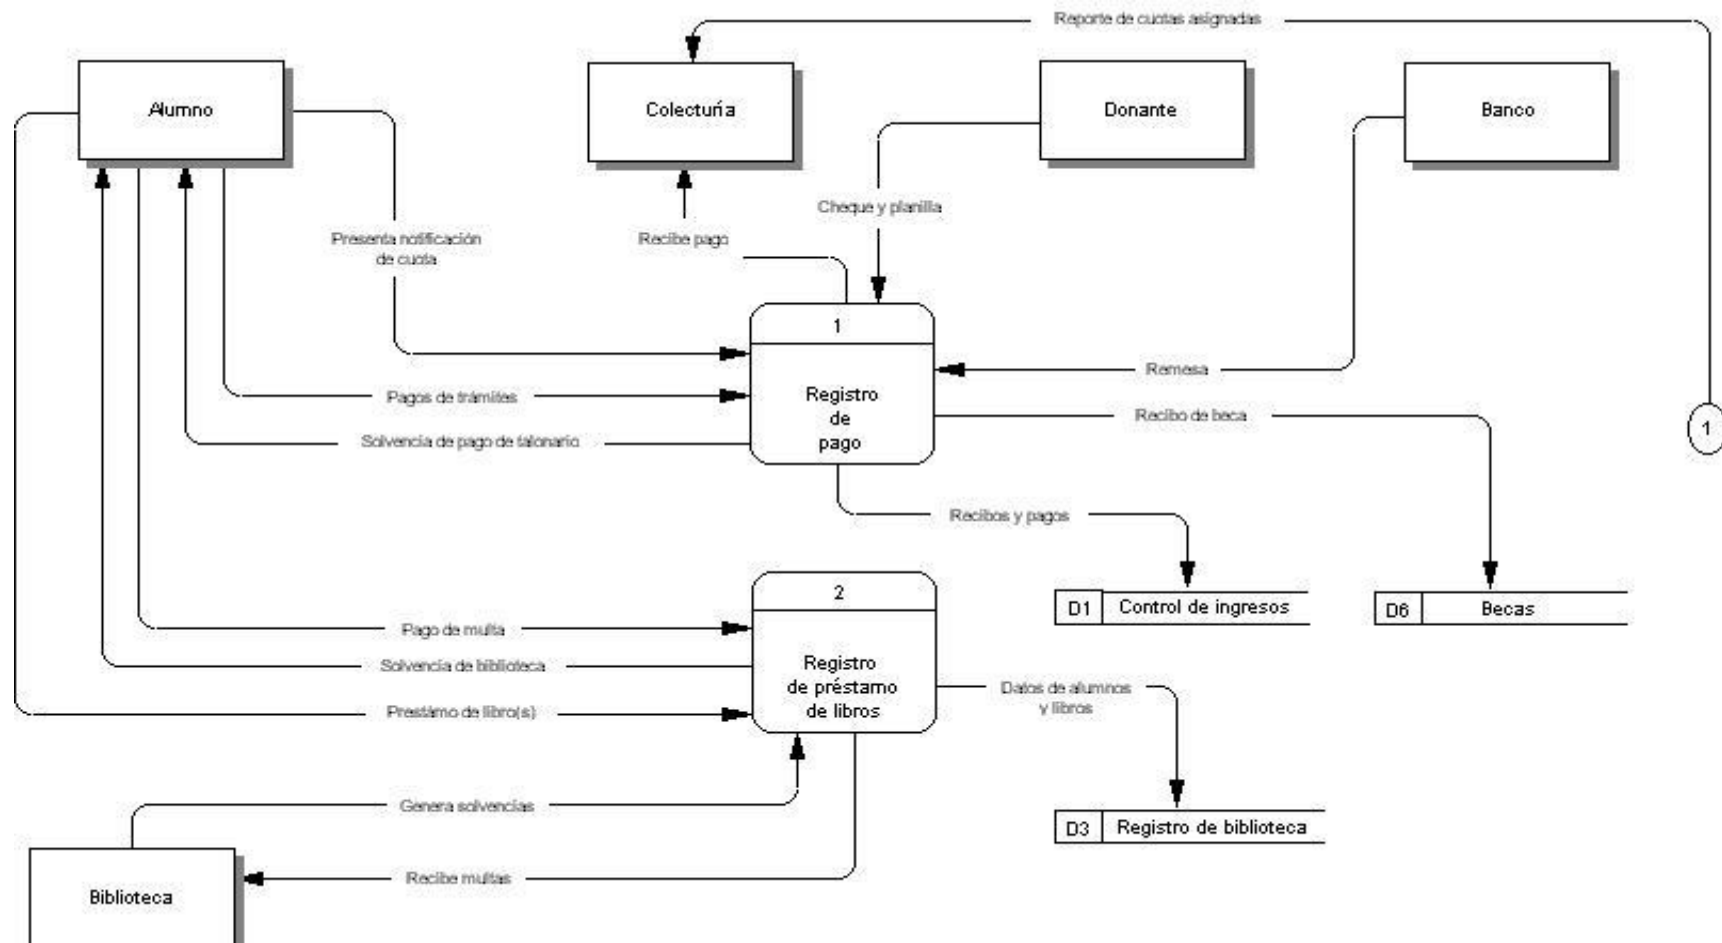 Reporte de cuotas asignadas
Alumno
Colecturía
Donante
Banco
Cheque y planilla
Presenta notificación
de cuota
Recibe pago
1
Registro
de
pago
Remesa
Pagos de trámites
Recibo de beca
1
Solvencia de pago de talonario
Recibos y pagos
2
D1 Control de ingresos
D6 Becas
Pago de multa
Registro
de préstamo
de libros
Solvencia de biblioteca
Datos de alumnos
y libros
Prestámo de libro(s)
Genera solvencías
D3 Registro de biblioteca
Recibe multas
Biblioteca